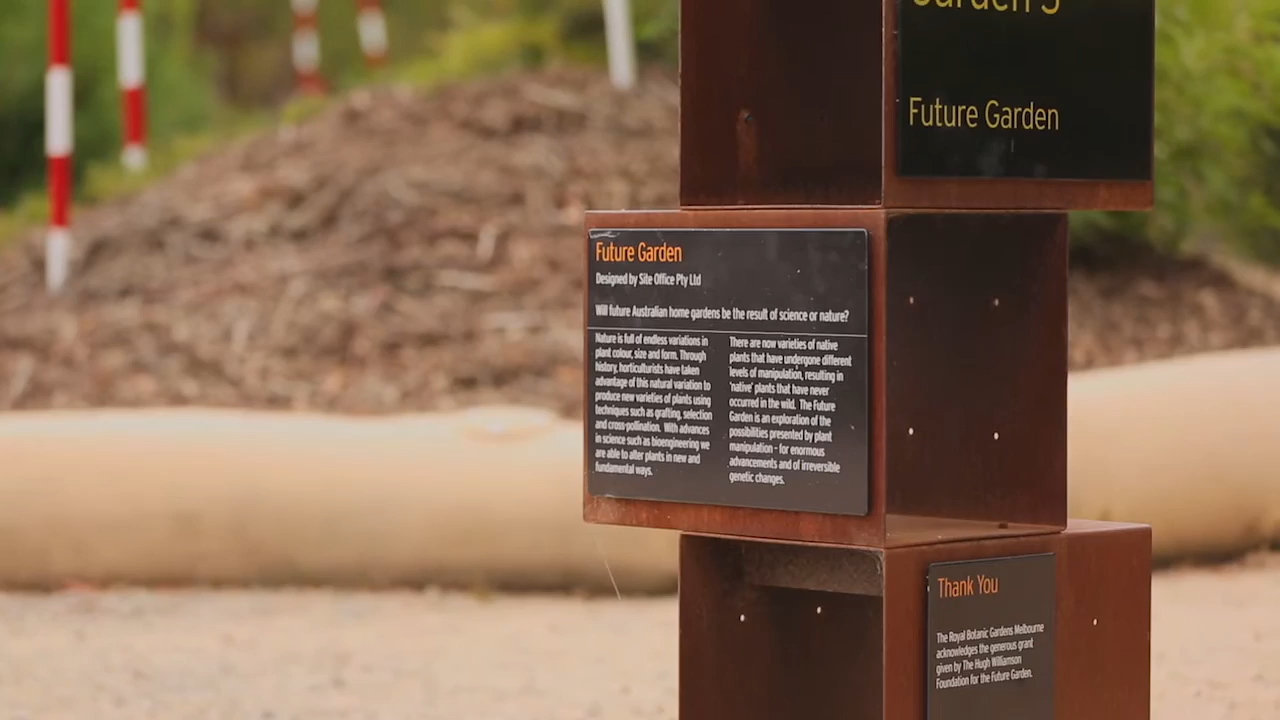 Garden 5
Future Garden
Future Garden
Designed by Site Office Pty Ltd
Will future Australian home gardens be the result of science or nature?
Nature is full of endless variations in
plant colour, size and form. Through
history, horticulturists have taken
advantage of this natural variation to
produce new varieties of plants using
techniques such as grafting, selection
and cross-pollination. With advances
in science such as bioengineering we
are able to alter plants in new and
fundamental ways.
There are now varieties of native
plants that have undergone different
levels of manipulation, resulting in
'native' plants that have never
occurred in the wild. The Future
Garden is an exploration of the
possibilities presented by plant
manipulation - for enormous
advancements and of irreversible
genetic changes.
Thank You
The Royal Botanic Gardens Melbourne
acknowledges the generous grant
given by The Hugh Williamson
Foundation for the Future Garden.